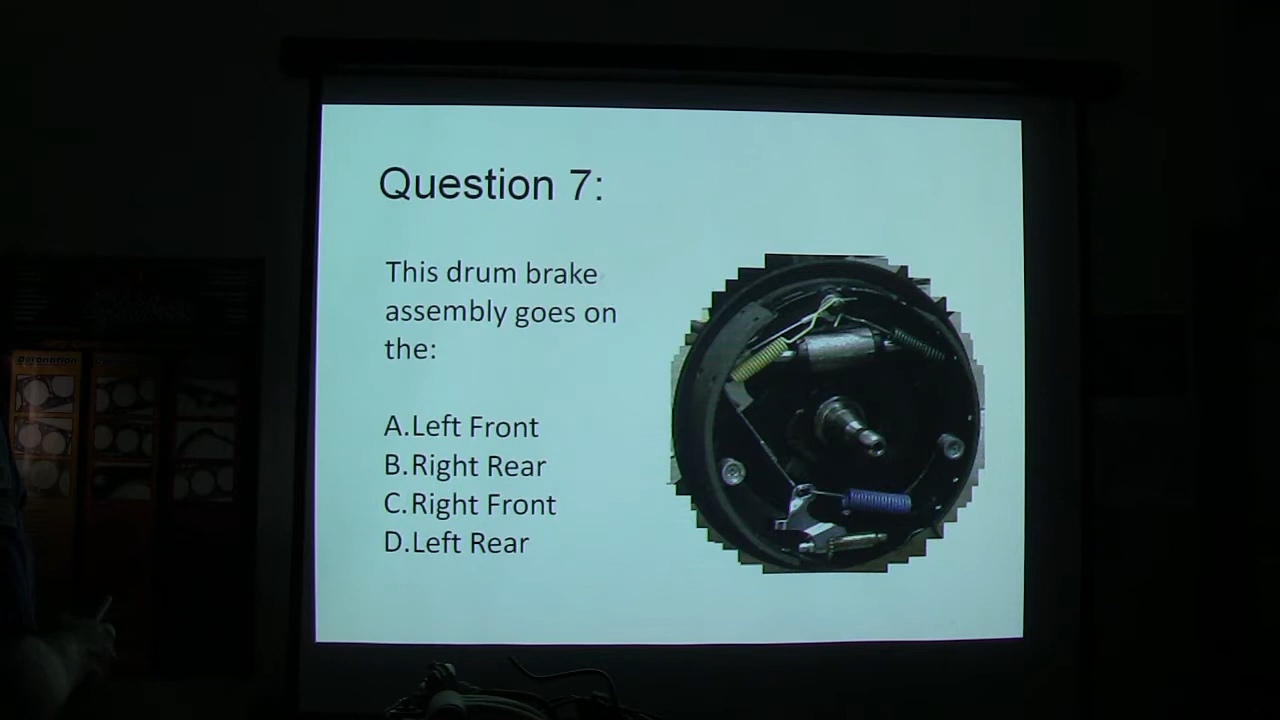 Question 7:
This drum brake
assembly goes on
the:
A.Left Front
B.Right Rear
C.Right Front
D.Left Rear